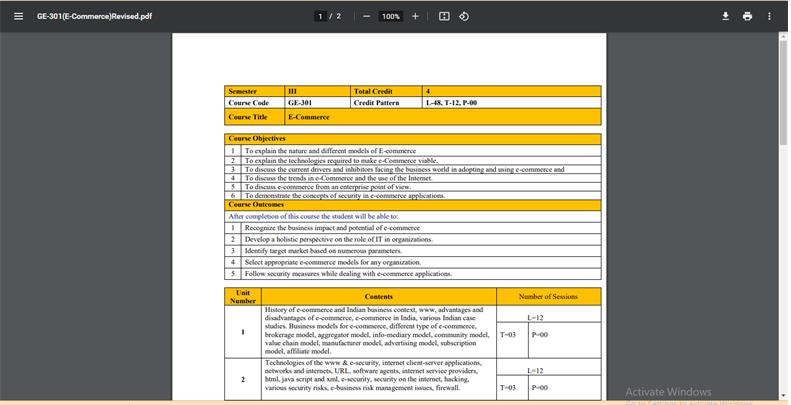 GE-301(E-Commerce)Revised.pdf 1 / 2 — 100% +
Semester III Total Credit 4
Course Code GE-301 Credit Pattern L-48, T-12, P-00
Course Title E-Commerce
Course Objectives
1 To explain the nature and different models of E-commerce
2 To explain the technologies required to make e-Commerce viable.
3 To discuss the current drivers and inhibitors facing the business world in adopting and using e-commerce and
4 To discuss the trends in e-Commerce and the use of the Internet.
5 To discuss e-commerce from an enterprise point of view.
6 To demonstrate the concepts of security in e-commerce applications.
Course Outcomes
After completion of this course the student will be able to:
1 Recognize the business impact and potential of e-commerce
2 Develop a holistic perspective on the role of IT in organizations.
3 Identify target market based on numerous parameters.
4 Select appropriate e-commerce models for any organization.
5 Follow security measures while dealing with e-commerce applications.
Unit
Number
Contents
Number of Sessions
1
History of e-commerce and Indian business context, www, advantages and
disadvantages of e-commerce, e-commerce in India, various Indian case
studies. Business models for e-commerce, different type of e-commerce,
brokerage model, aggregator model, info-mediary model, community model,
value chain model, manufacturer model, advertising model, subscription
model, affiliate model.
L=12
T=03 P=00
2
Technologies of the www & e-security, internet client-server applications,
networks and internets, URL, software agents, internet service providers,
html, java script and xml, e-security, security on the internet, hacking,
various security risks, e-business risk management issues, firewall.
L=12
T=03 P=00
Activate Windows
Go to Settings to activate Windows